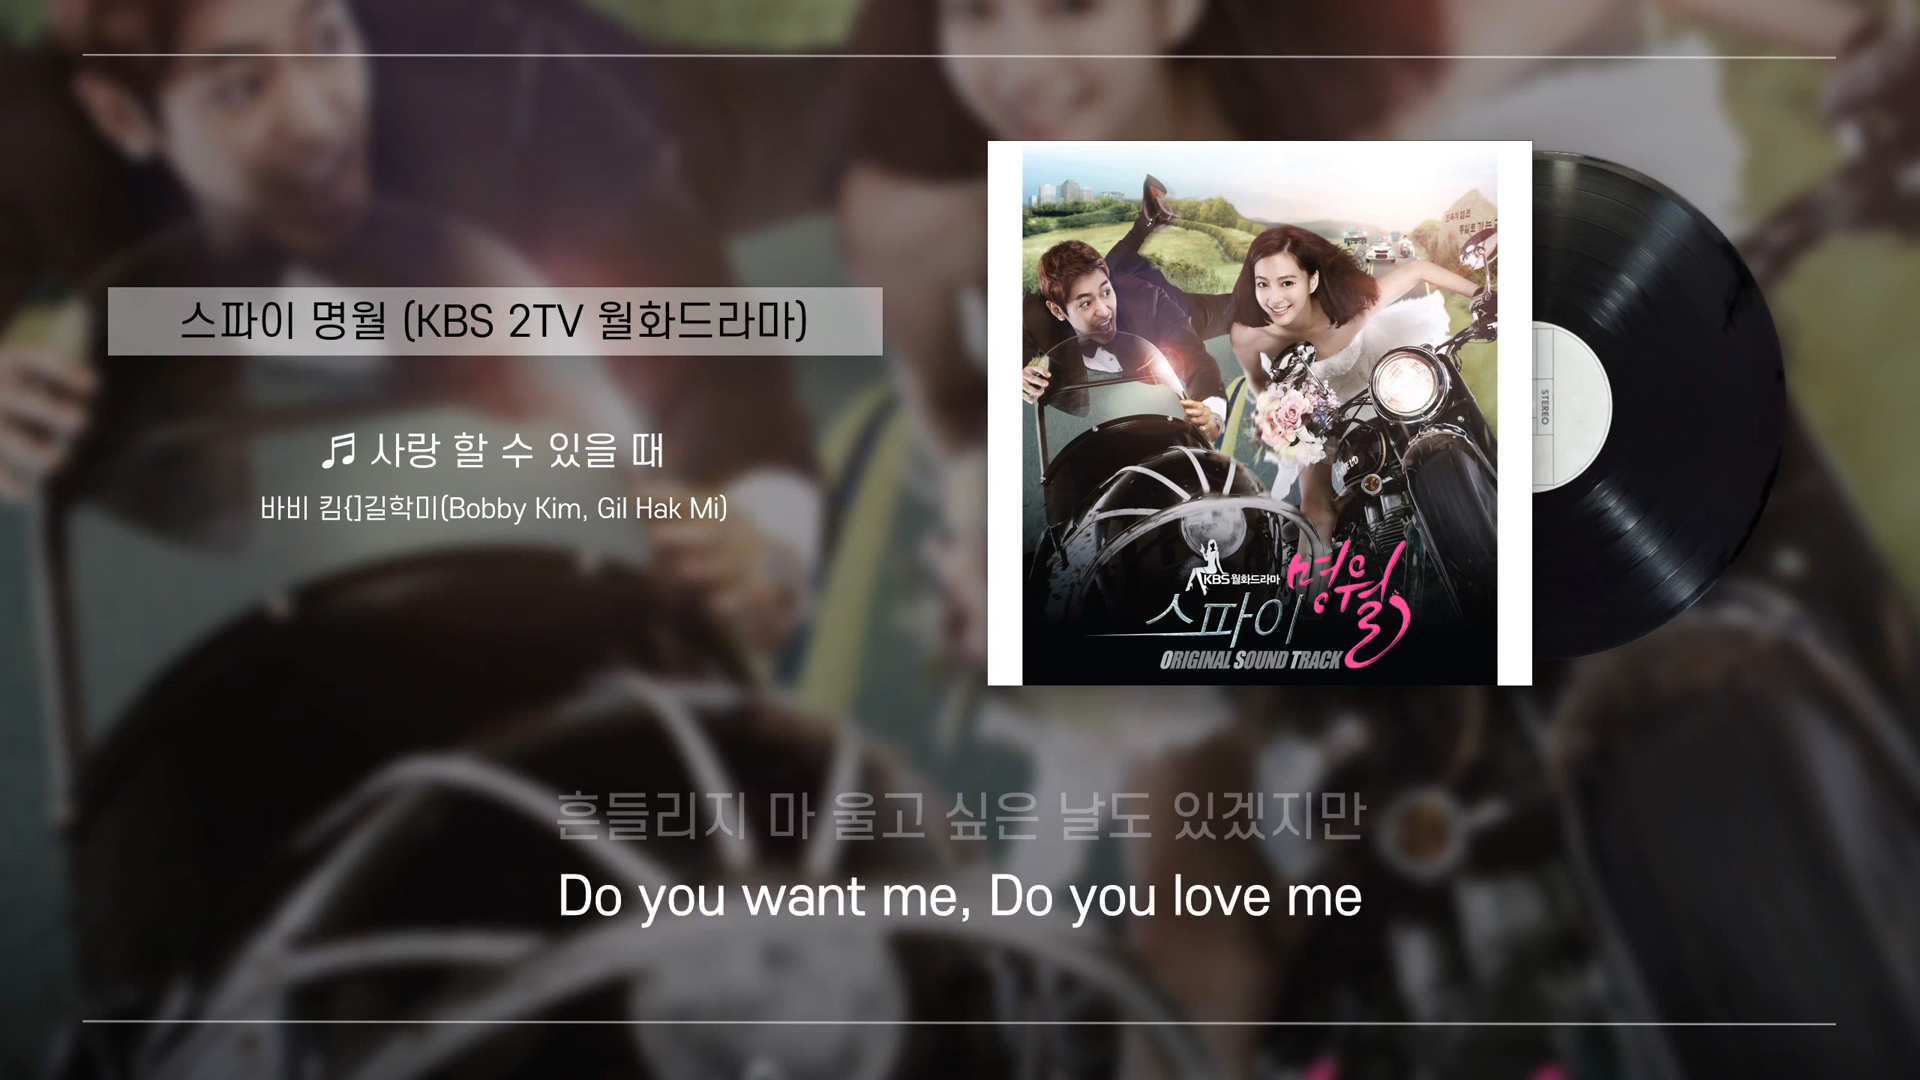 스파이 명월 (KBS 2TV 월화드라마)
♬ 사랑 할 수 있을 때
바비 킴{]길학미(Bobby Kim, Gil Hak Mi)
STEREO
KBS 월화드라마
스파이 명월
ORIGINAL SOUND TRACK
흔들리지 마 울고 싶은 날도 있겠지만
Do you want me, Do you love me